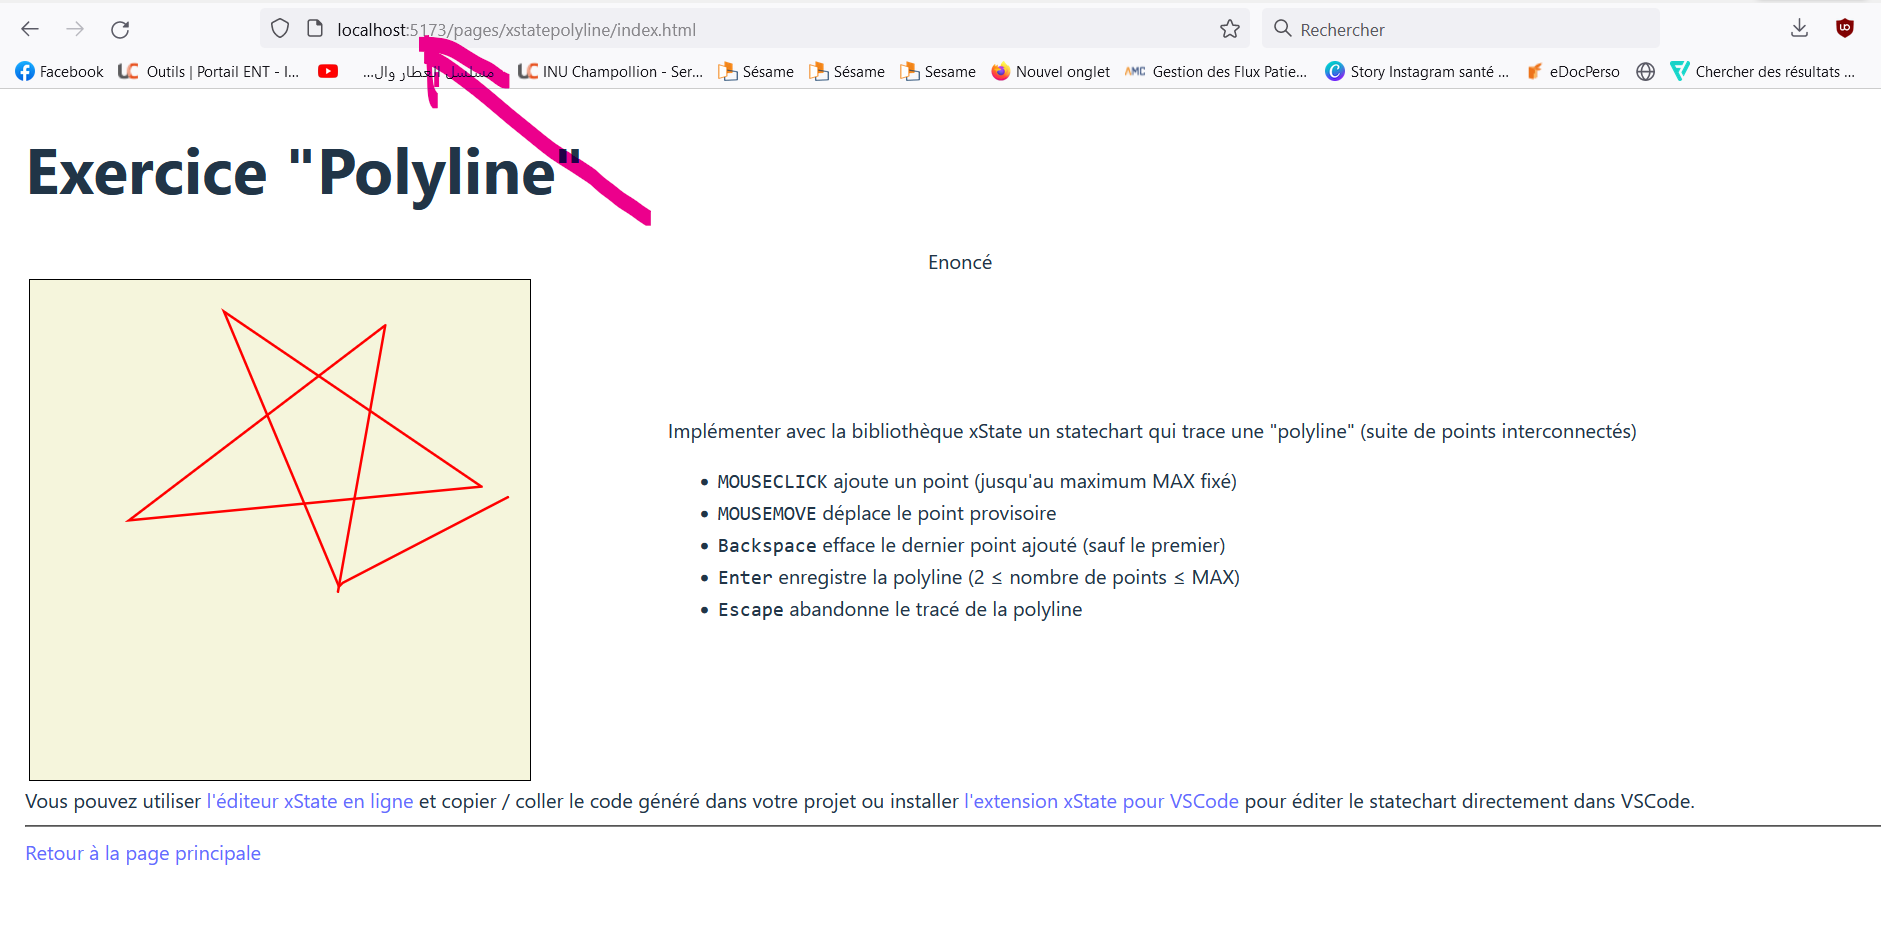 localhost:5173/pages/xstatepolyline/index.html
Rechercher
Facebook
Outils | Portail ENT - I...
مسلسل العطار وال...
INU Champollion - Ser...
Sésame
Sésame
Sesame
Nouvel onglet
AMC
Gestion des Flux Patie...
Story Instagram santé ...
eDocPerso
Chercher des résultats ...
Exercice "Polyline"
Enoncé
Implémenter avec la bibliothèque xState un statechart qui trace une "polyline" (suite de points interconnectés)
• MOUSECLICK ajoute un point (jusqu'au maximum MAX fixé)
• MOUSEMOVE déplace le point provisoire
• Backspace efface le dernier point ajouté (sauf le premier)
• Enter enregistre la polyline (2 ≤ nombre de points ≤ MAX)
• Escape abandonne le tracé de la polyline
Vous pouvez utiliser l'éditeur xState en ligne et copier / coller le code généré dans votre projet ou installer l'extension xState pour VSCode pour éditer le statechart directement dans VSCode.
Retour à la page principale